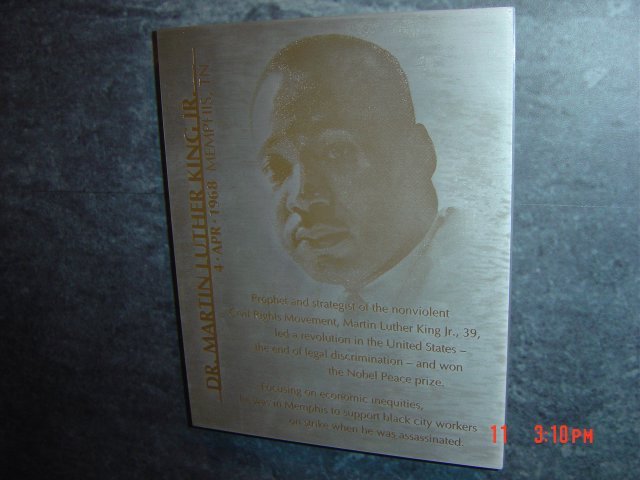 DR. MARTIN LUTHER KING JR.
4 · APR · 1968 MEMPHIS, TN
Prophet and strategist of the nonviolent
Civil Rights Movement, Martin Luther King Jr., 39,
led a revolution in the United States –
the end of legal discrimination – and won
the Nobel Peace prize.
Focusing on economic inequities,
he was in Memphis to support black city workers
on strike when he was assassinated.
11 3:10PM